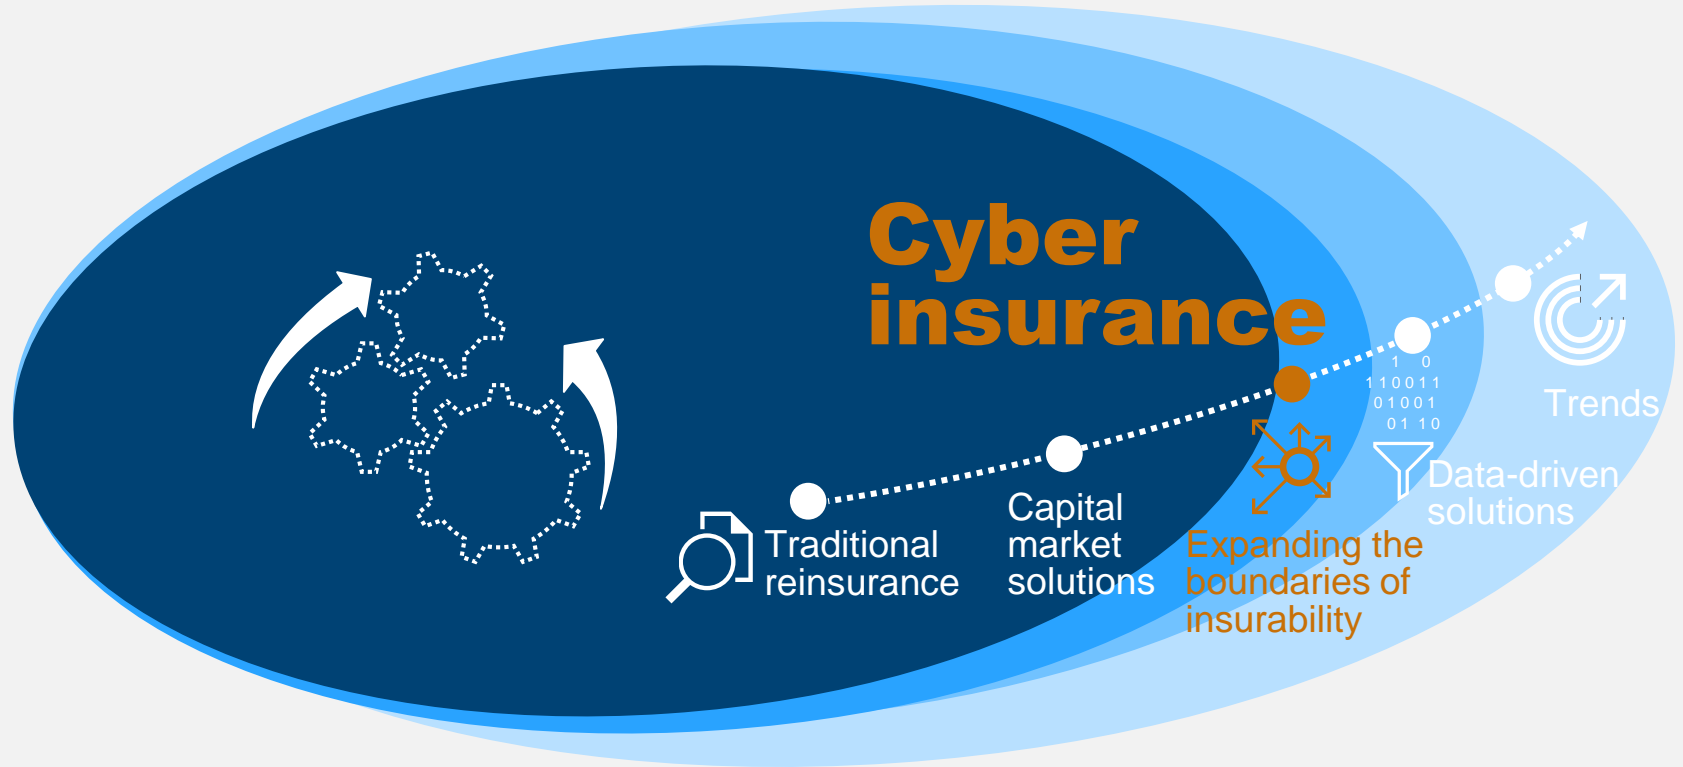 Cyber
insurance
Traditional
reinsurance
Capital
market
solutions
Expanding the
boundaries of
insurability
1 0
110011
01001
01 10
Data-driven
solutions
Trends